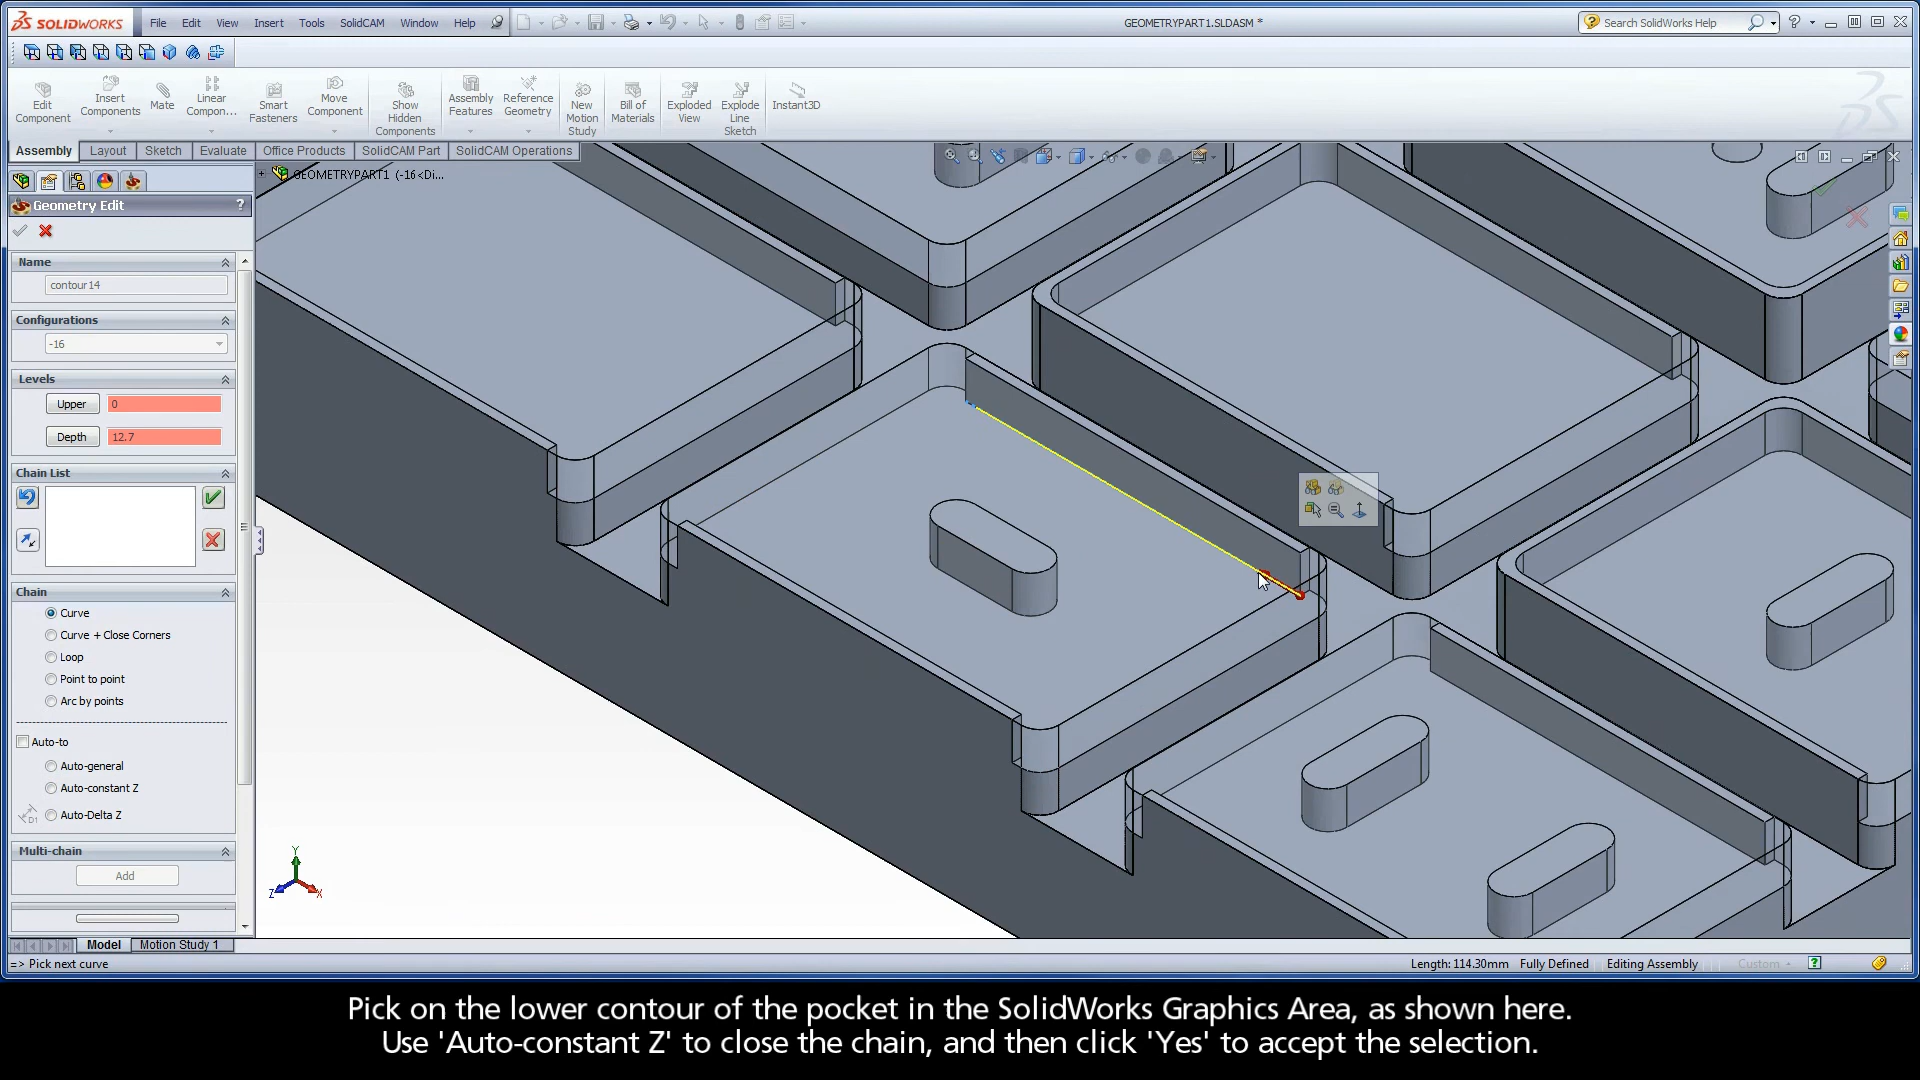 SOLIDWORKS File Edit View Insert Tools SolidCAM Window Help GEOMETRYPART1.SLDASM * Search SolidWorks Help
Edit Component
Insert Components
Mate
Linear Compon...
Smart Fasteners
Move Component
Show Hidden Components
Assembly Features
Reference Geometry
New Motion Study
Bill of Materials
Exploded View
Explode Line Sketch
Instant3D
Assembly Layout Sketch Evaluate Office Products SolidCAM Part SolidCAM Operations
GEOMETRYPART1 (-16<Di...
Geometry Edit ?
Name
contour14
Configurations
-16
Levels
Upper 0
Depth 12.7
Chain List
Chain
Curve
Curve + Close Corners
Loop
Point to point
Arc by points
Auto-to
Auto-general
Auto-constant Z
Auto-Delta Z
Multi-chain
Add
Y
Z X
Model Motion Study 1
=> Pick next curve Length: 114.30mm Fully Defined Editing Assembly Custom
Pick on the lower contour of the pocket in the SolidWorks Graphics Area, as shown here.
Use 'Auto-constant Z' to close the chain, and then click 'Yes' to accept the selection.